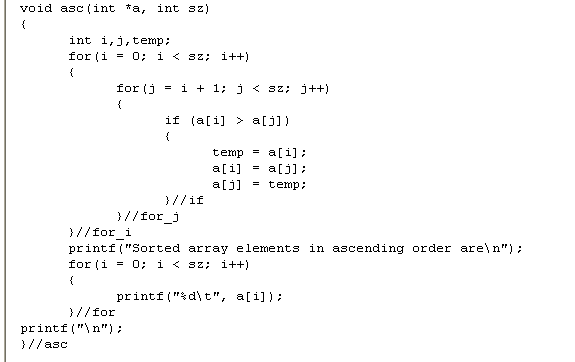 void asc(int *a, int sz)
{
int i,j,temp;
for(i = 0; i < sz; i++)
{
for(j = i + 1; j < sz; j++)
{
if (a[i] > a[j])
{
temp = a[i];
a[i] = a[j];
a[j] = temp;
}//if
}//for_j
}//for_i
printf("Sorted array elements in ascending order are\n");
for(i = 0; i < sz; i++)
{
printf("%d\t", a[i]);
}//for
printf("\n");
}//asc